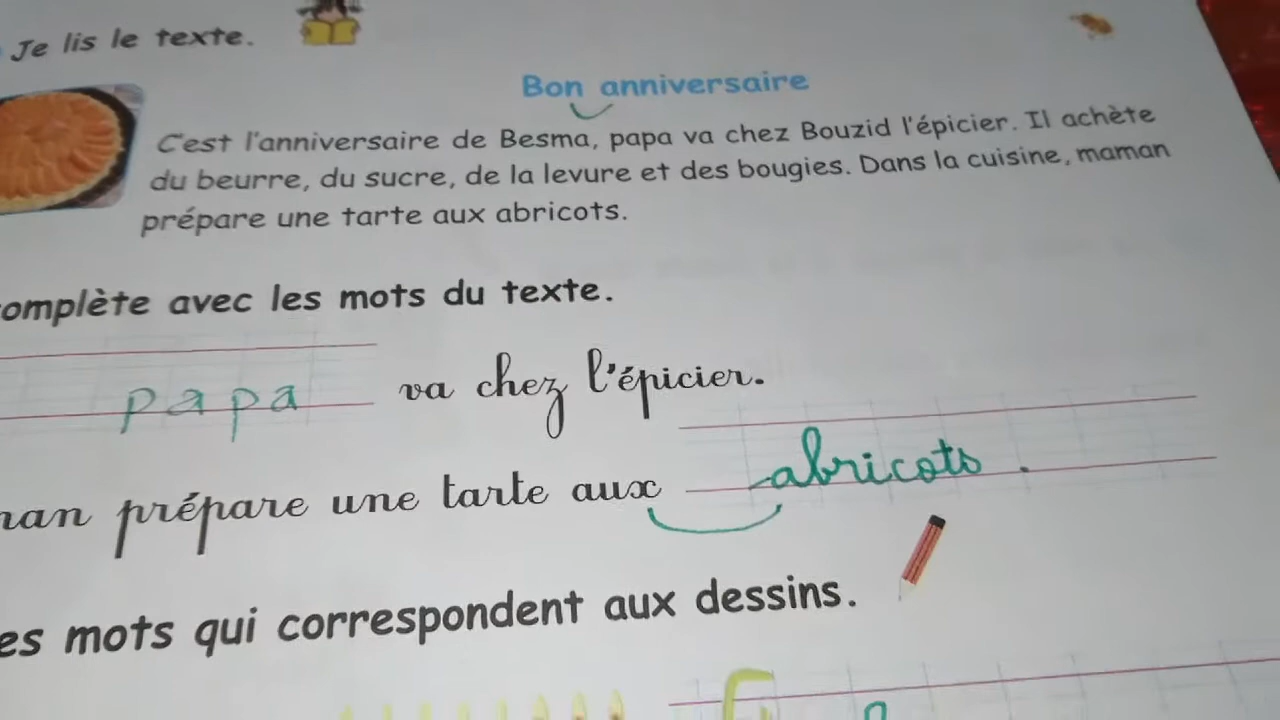 Je lis le texte.
Bon anniversaire
C'est l'anniversaire de Besma, papa va chez Bouzid l'épicier. Il achète
du beurre, du sucre, de la levure et des bougies. Dans la cuisine, maman
prépare une tarte aux abricots.
omplète avec les mots du texte.
papa va chez l'épicier.
man prépare une tarte aux abricots.
es mots qui correspondent aux dessins.